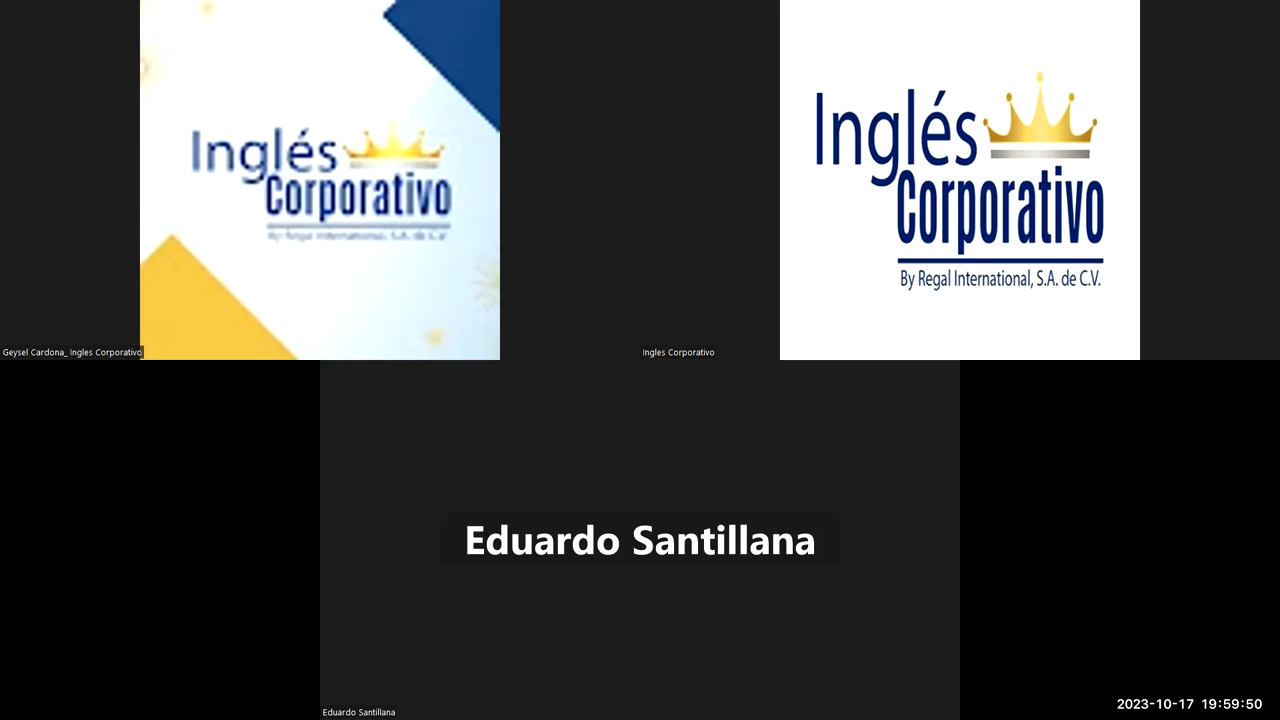 Inglés
Corporativo
By Regal International, S.A. de C.V.
Geysel Cardona_ Ingles Corporativo
Inglés
Corporativo
By Regal International, S.A. de C.V.
Ingles Corporativo
Eduardo Santillana
Eduardo Santillana
2023-10-17 19:59:50